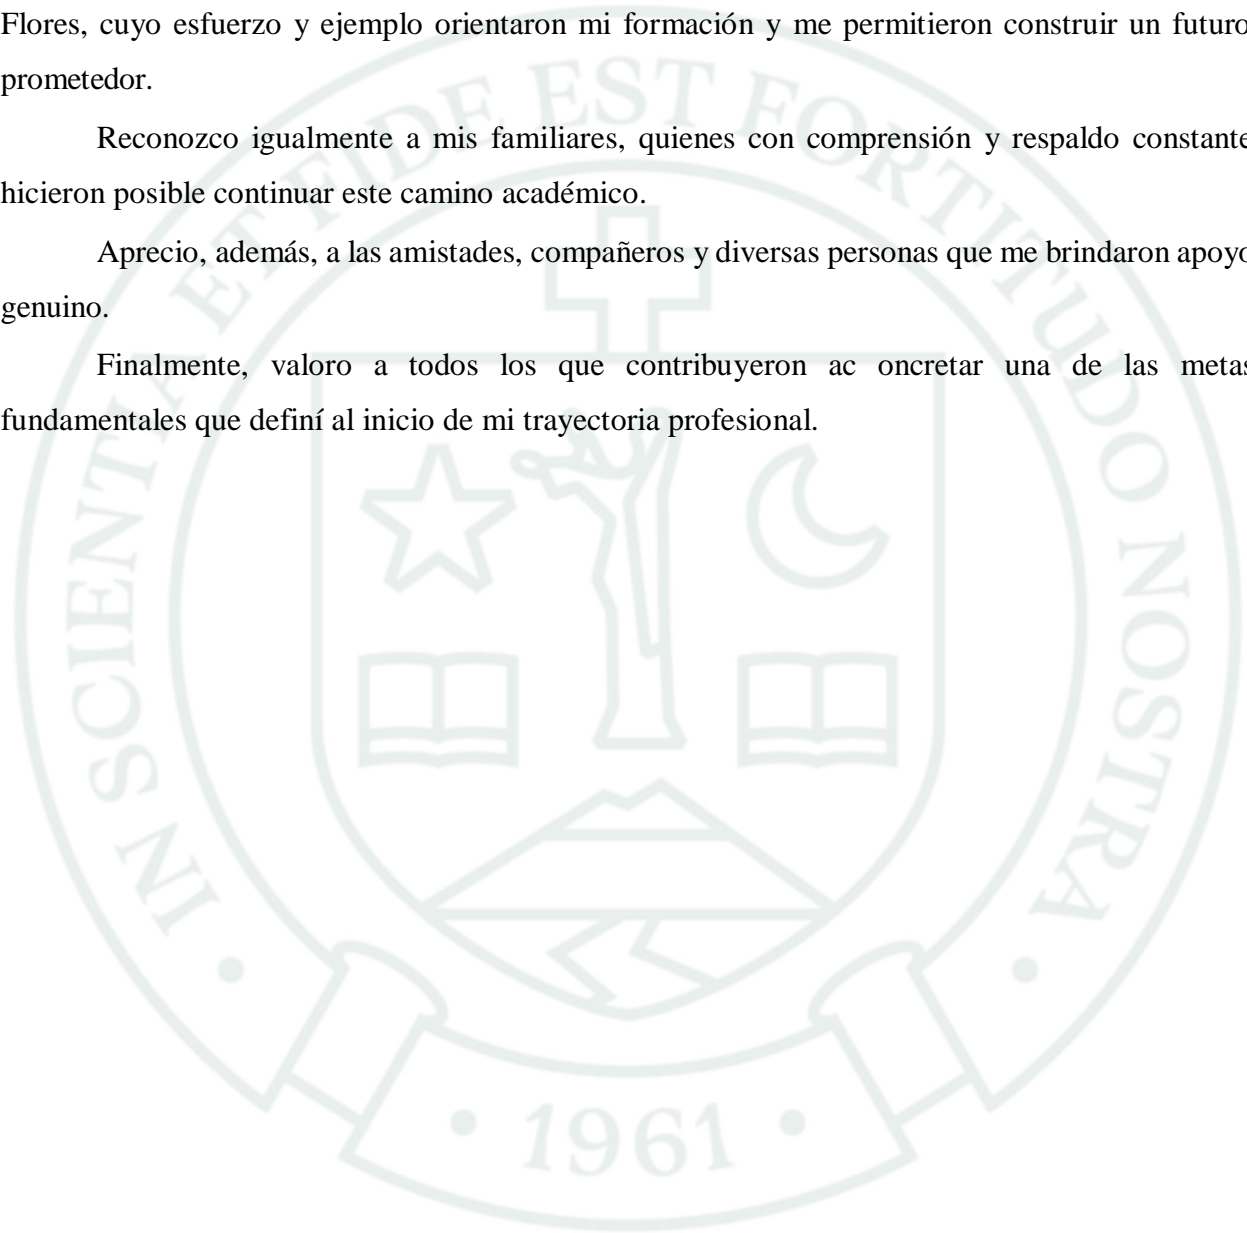 Flores, cuyo esfuerzo y ejemplo orientaron mi formación y me permitieron construir un futuro
prometedor.
Reconozco igualmente a mis familiares, quienes con comprensión y respaldo constante
hicieron posible continuar este camino académico.
Aprecio, además, a las amistades, compañeros y diversas personas que me brindaron apoyo
genuino.
Finalmente, valoro a todos los que contribuyeron ac oncretar una de las metas
fundamentales que definí al inicio de mi trayectoria profesional.
IN SCIENTIA ET FIDE EST FORTITUDO NOSTRA
• 1961 •